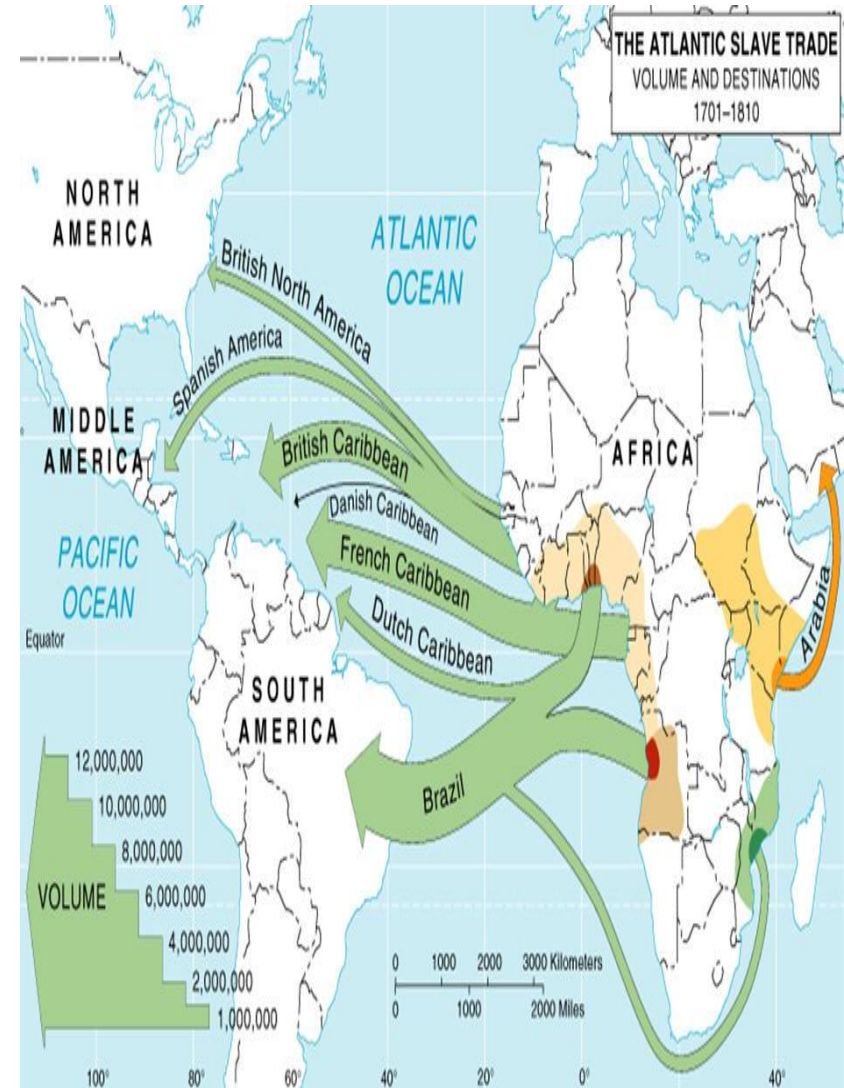 THE ATLANTIC SLAVE TRADE
VOLUME AND DESTINATIONS
1701–1810
NORTH
AMERICA
ATLANTIC
OCEAN
British North America
Spanish America
MIDDLE
AMERICA
British Caribbean
AFRICA
Danish Caribbean
PACIFIC
OCEAN
French Caribbean
Dutch Caribbean
Arabia
Equator
SOUTH
AMERICA
Brazil
12,000,000
10,000,000
8,000,000
VOLUME
6,000,000
4,000,000
2,000,000
1,000,000
0 1000 2000 3000 Kilometers
0 1000 2000 Miles
100° 80° 60° 40° 20° 0° 20° 40°